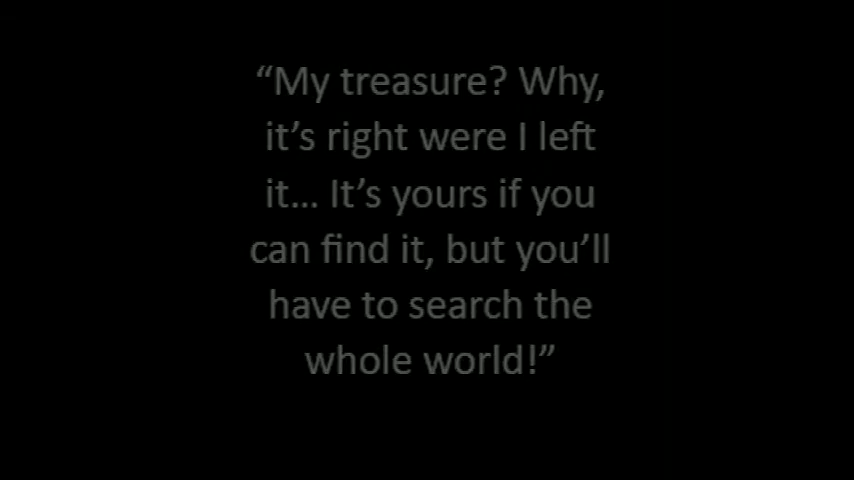 “My treasure? Why,
it’s right were I left
it… It’s yours if you
can find it, but you’ll
have to search the
whole world!”